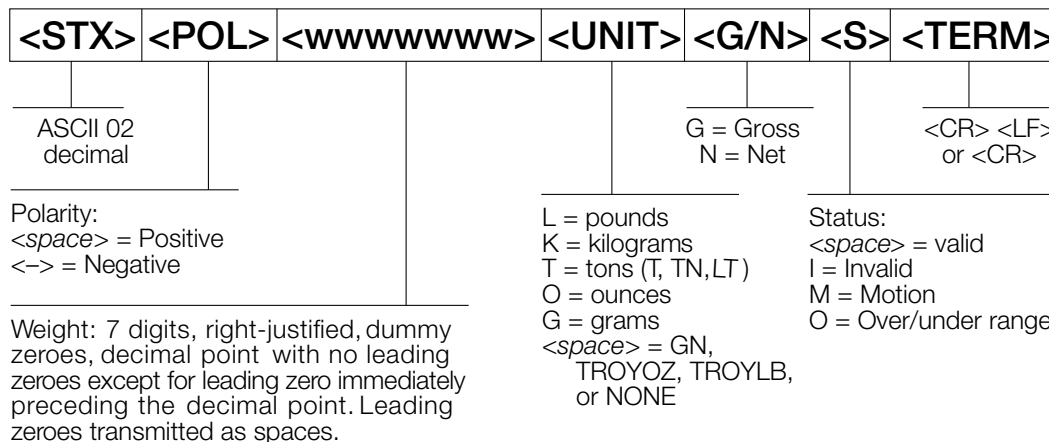 <STX> <POL> <wwwwwww> <UNIT> <G/N> <S> <TERM>
ASCII 02
decimal
G = Gross
N = Net
<CR> <LF>
or <CR>
Polarity:
<space> = Positive
<–> = Negative
L = pounds
K = kilograms
T = tons (T, TN, LT )
O = ounces
G = grams
<space> = GN,
TROYOZ, TROYLB,
or NONE
Status:
<space> = valid
I = Invalid
M = Motion
O = Over/under range
Weight: 7 digits, right-justified, dummy
zeroes, decimal point with no leading
zeroes except for leading zero immediately
preceding the decimal point. Leading
zeroes transmitted as spaces.